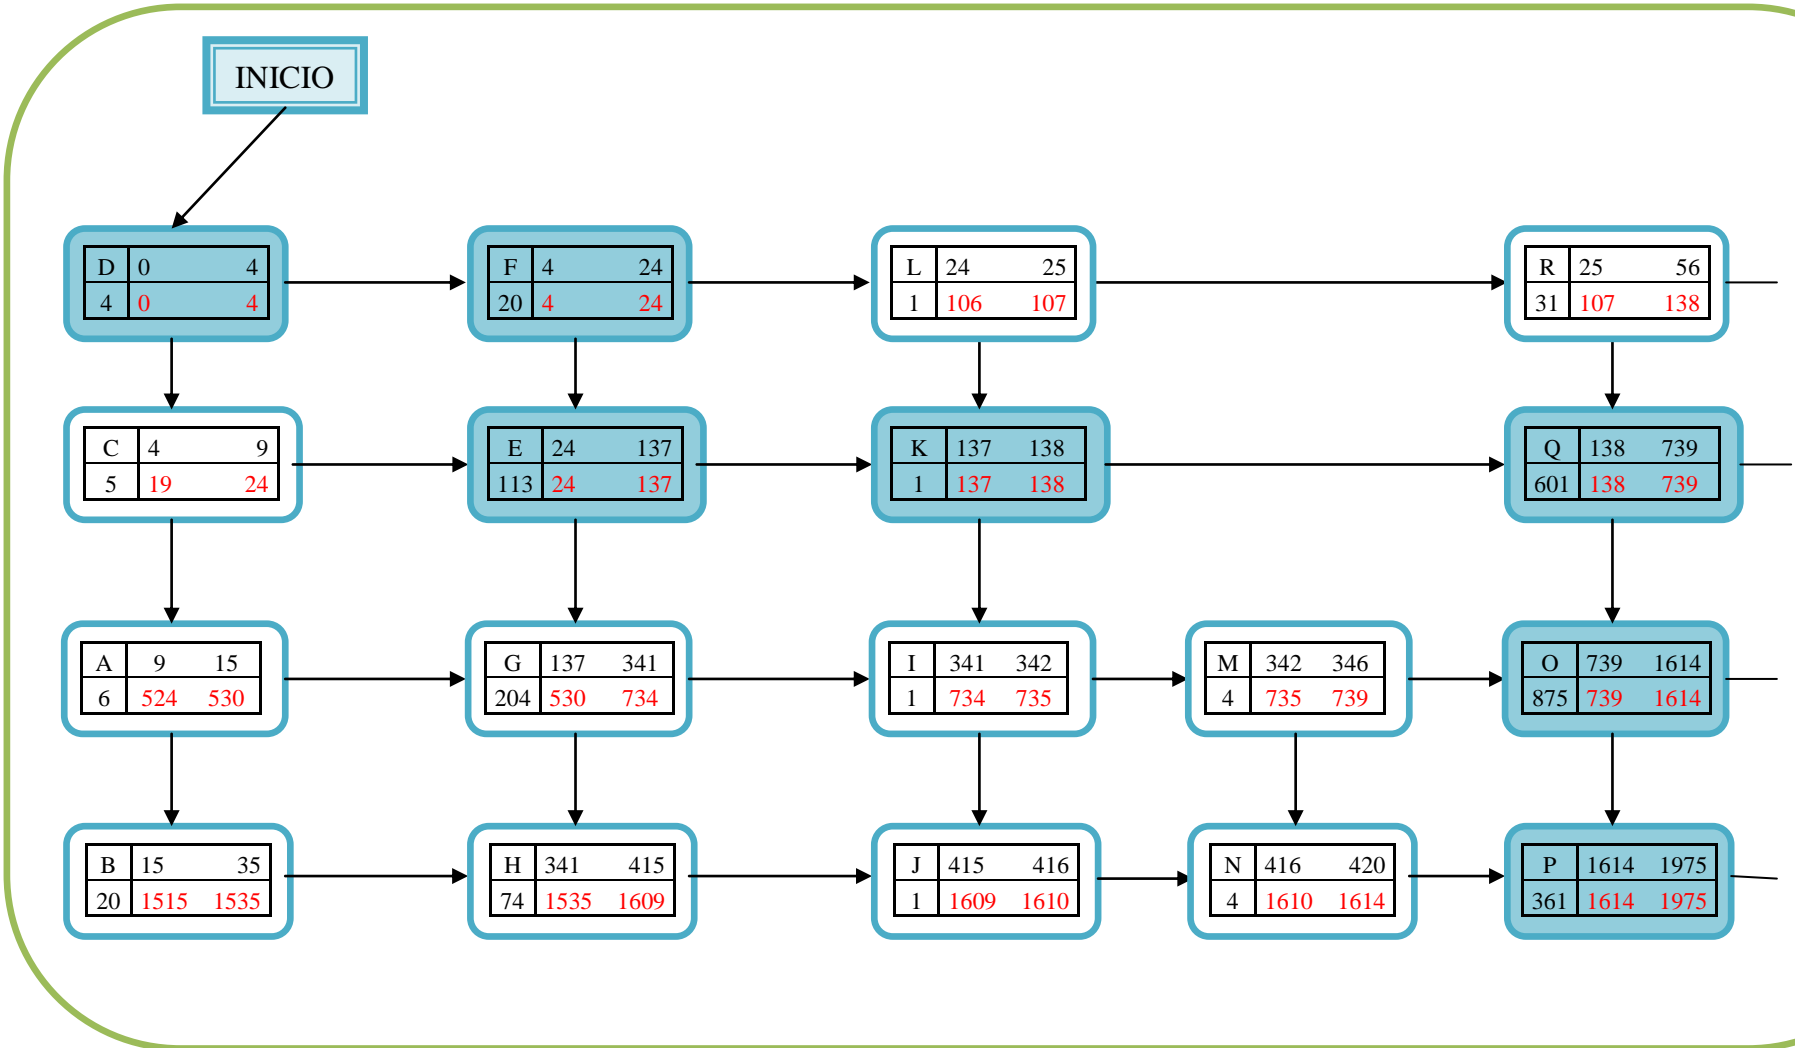 INICIO
D 0 4
4 0 4
F 4 24
20 4 24
L 24 25
1 106 107
R 25 56
31 107 138
C 4 9
5 19 24
E 24 137
113 24 137
K 137 138
1 137 138
Q 138 739
601 138 739
A 9 15
6 524 530
G 137 341
204 530 734
I 341 342
1 734 735
M 342 346
4 735 739
O 739 1614
875 739 1614
B 15 35
20 1515 1535
H 341 415
74 1535 1609
J 415 416
1 1609 1610
N 416 420
4 1610 1614
P 1614 1975
361 1614 1975